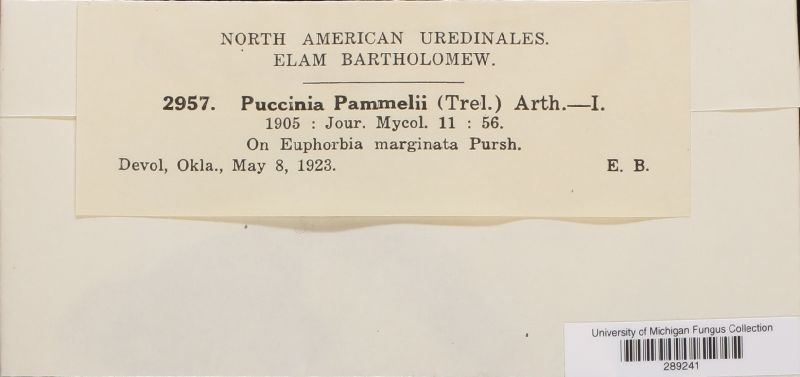 NORTH AMERICAN UREDINALES.
ELAM BARTHOLOMEW.
2957. Puccinia Pammelii (Trel.) Arth.—I.
1905 : Jour. Mycol. 11 : 56.
On Euphorbia marginata Pursh.
Devol, Okla., May 8, 1923. E. B.
University of Michigan Fungus Collection
289241